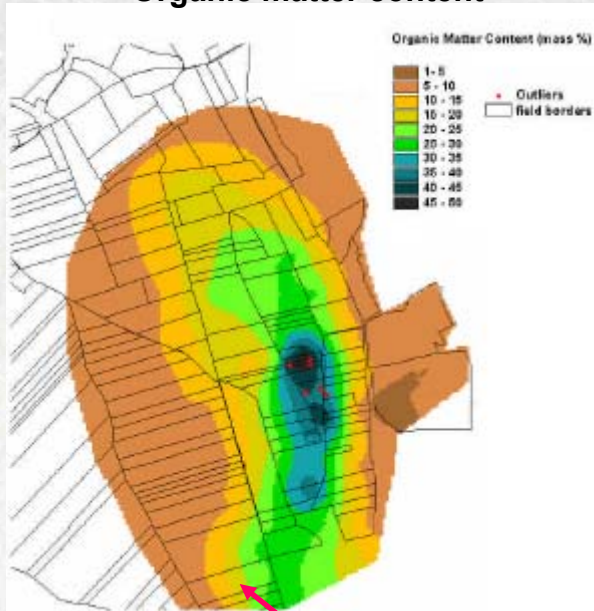 Organic matter content
Organic Matter Content (mass %)
1 - 5
5 - 10
10 - 15
15 - 20
20 - 25
25 - 30
30 - 35
35 - 40
40 - 45
45 - 50
Outliers
field borders